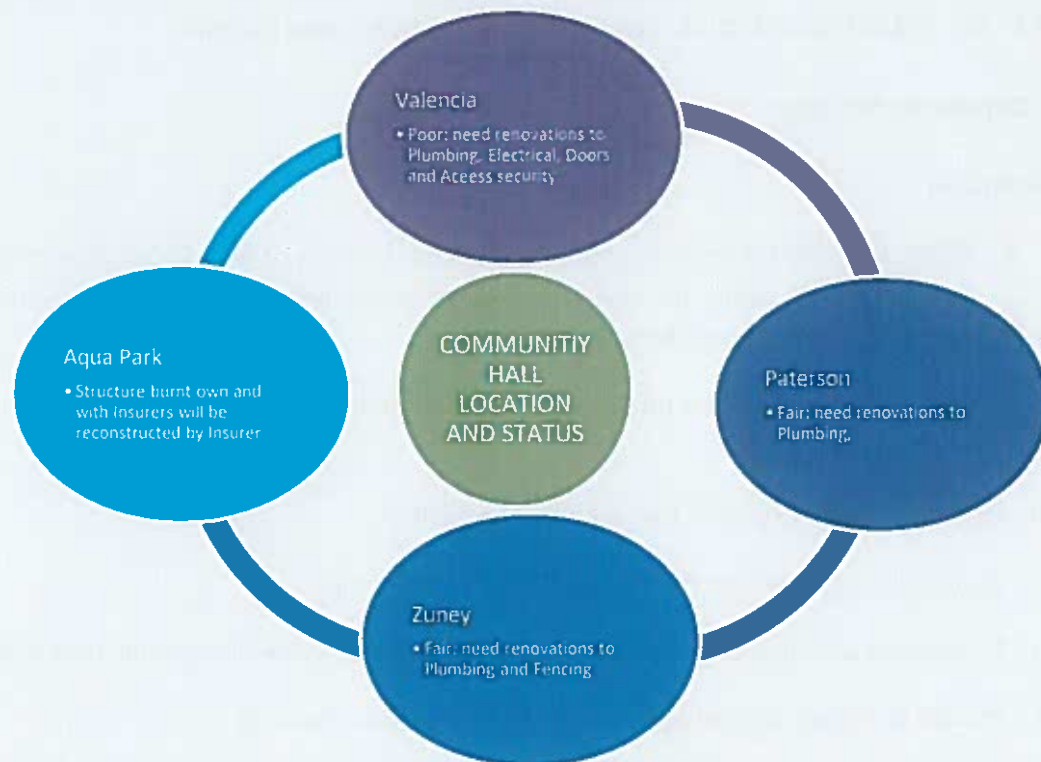 Valencia
• Poor: need renovations to
Plumbing, Electrical, Doors
and Access security
COMMUNITIY
HALL
LOCATION
AND STATUS
Aqua Park
• Structure burnt own and
with Insurers will be
reconstructed by Insurer
Paterson
• Fair: need renovations to
Plumbing,
Zuney
• Fair: need renovations to
Plumbing and Fencing